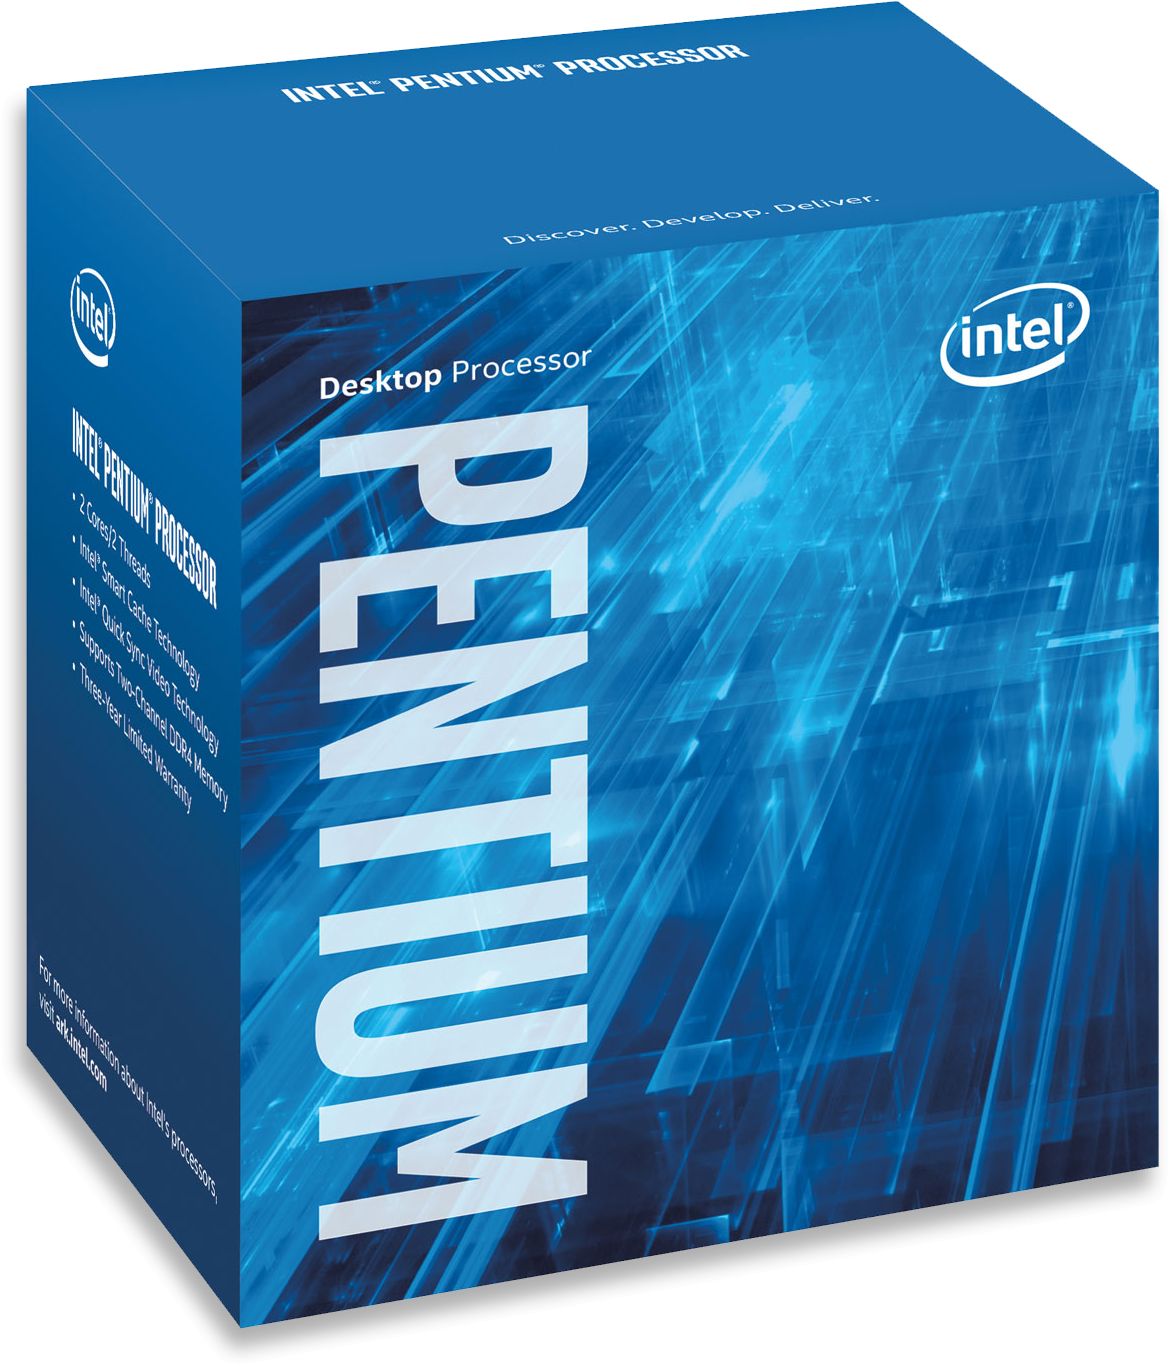 INTEL® PENTIUM® PROCESSOR
Discover. Develop. Deliver.
intel
INTEL® PENTIUM® PROCESSOR
• 2 Cores/2 Threads
• Intel® Smart Cache Technology
• Intel® Quick Sync Video Technology
• Supports Two-Channel DDR4 Memory
• Three-Year Limited Warranty
For more information about Intel's processors,
visit ark.intel.com
intel®
Desktop Processor
PENTIUM